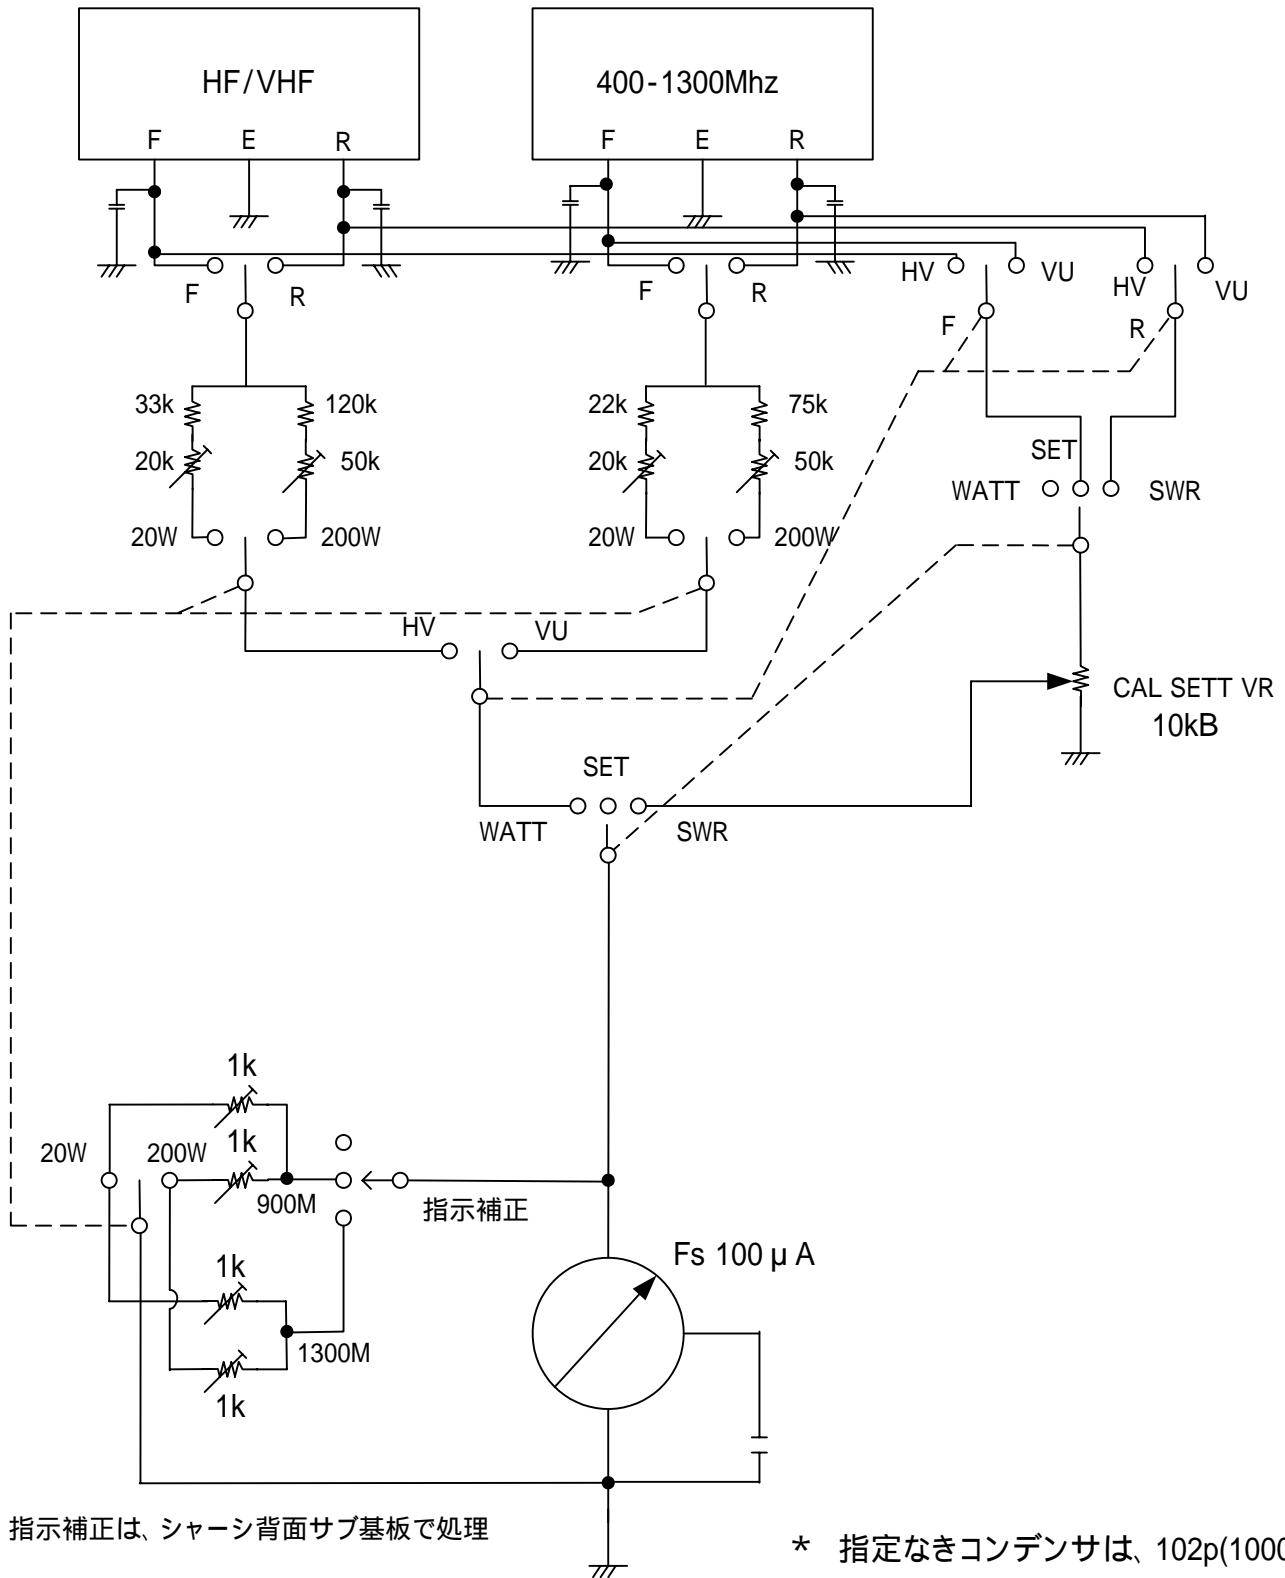 HF/VHF
400-1300Mhz
F E R
F E R
F R
F R
HV VU
HV VU
F
R
33k 120k
22k 75k
20k 50k
20k 50k
SET
WATT SWR
20W 200W
20W 200W
HV VU
CAL SETT VR
10kB
SET
WATT SWR
1k
20W 200W
1k
900M
指示補正
Fs 100 μ A
1k
1300M
1k
指示補正は、シャーシ背面サブ基板で処理
* 指定なきコンデンサは、102p(1000